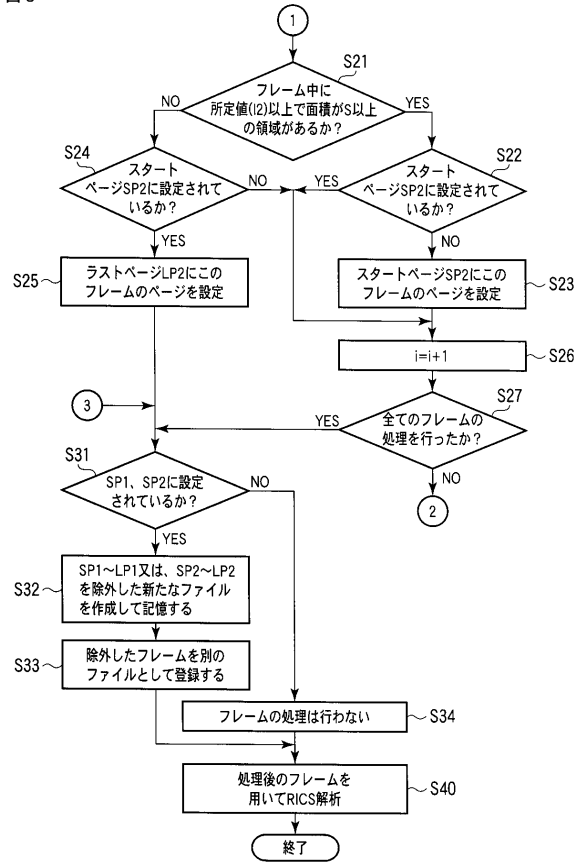 1
S21
フレーム中に
所定値(I2)以上で面積がS以上
の領域があるか?
NO
YES
S24
スタート
ページSP2に設定されて
いるか?
NO
YES
S22
スタート
ページSP2に設定されて
いるか?
YES
NO
S25
ラストページLP2にこの
フレームのページを設定
スタートページSP2にこの
フレームのページを設定
S23
i=i+1
S26
3
S27
全てのフレームの
処理を行ったか?
YES
NO
2
S31
SP1、SP2に設定
されているか?
NO
YES
S32
SP1~LP1又は、SP2~LP2
を除外した新たなファイル
を作成して記憶する
S33
除外したフレームを別の
ファイルとして登録する
フレームの処理は行わない
S34
処理後のフレームを
用いてRICS解析
S40
終了